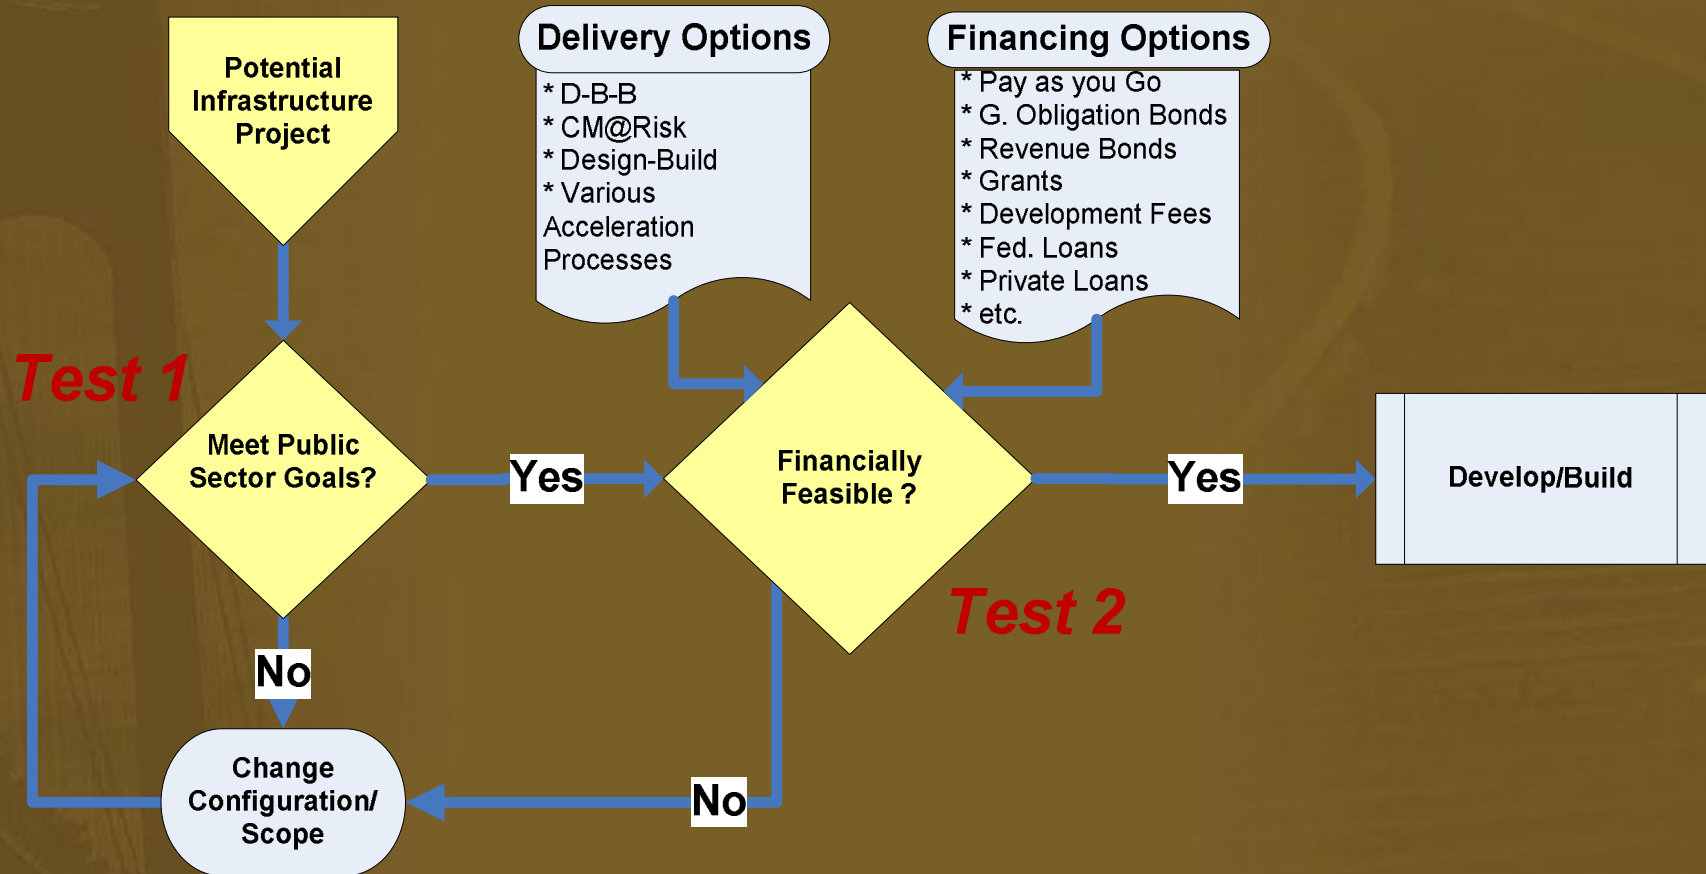 Potential
Infrastructure
Project
Delivery Options
* D-B-B
* CM@Risk
* Design-Build
* Various
Acceleration
Processes
Financing Options
* Pay as you Go
* G. Obligation Bonds
* Revenue Bonds
* Grants
* Development Fees
* Fed. Loans
* Private Loans
* etc.
Test 1
Meet Public
Sector Goals?
Yes
Financially
Feasible ?
Yes
Develop/Build
Test 2
No
Change
Configuration/
Scope
No